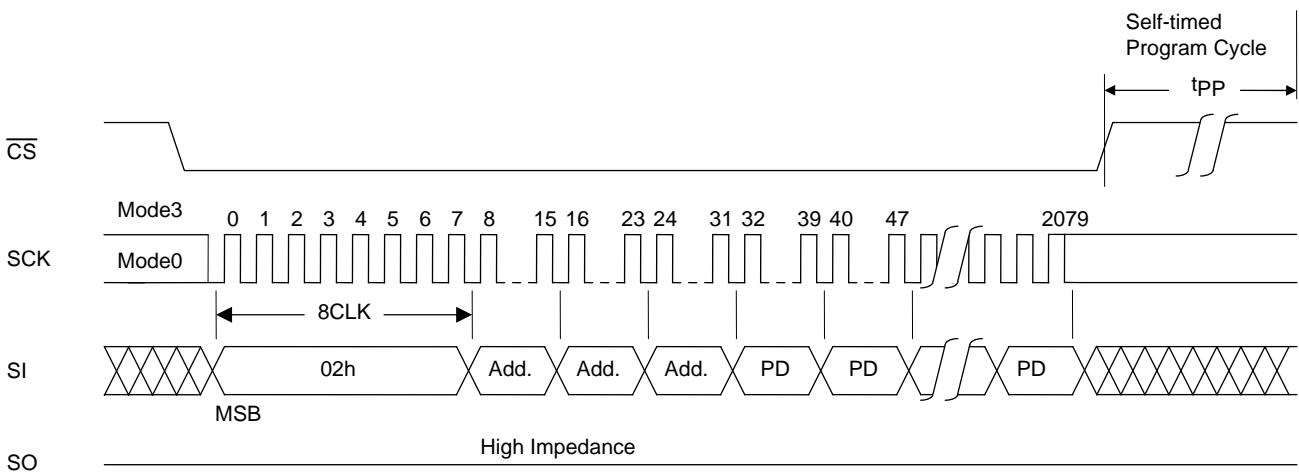 Self-timed
Program Cycle
tPP
CS
Mode3
0 1 2 3 4 5 6 7 8 15 16 23 24 31 32 39 40 47 2079
SCK
Mode0
8CLK
SI
02h Add. Add. Add. PD PD PD
MSB
High Impedance
SO